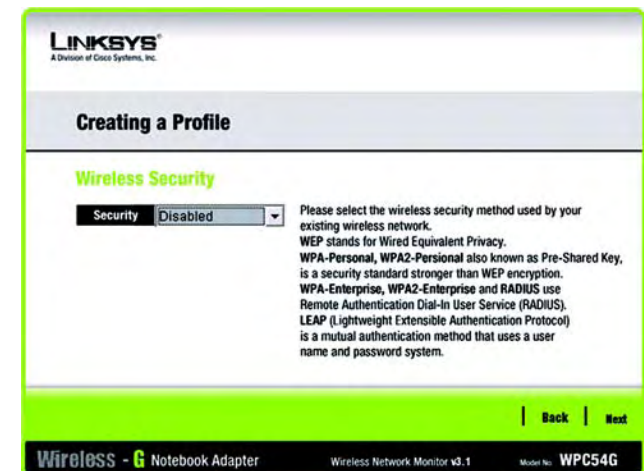 LINKSYS®
A Division of Cisco Systems, Inc.
Creating a Profile
Wireless Security
Security Disabled
Please select the wireless security method used by your
existing wireless network.
WEP stands for Wired Equivalent Privacy.
WPA-Personal, WPA2-Persional also known as Pre-Shared Key,
is a security standard stronger than WEP encryption.
WPA-Enterprise, WPA2-Enterprise and RADIUS use
Remote Authentication Dial-In User Service (RADIUS).
LEAP (Lightweight Extensible Authentication Protocol)
is a mutual authentication method that uses a user
name and password system.
Back Next
Wireless - G Notebook Adapter Wireless Network Monitor v3.1 Model No. WPC54G